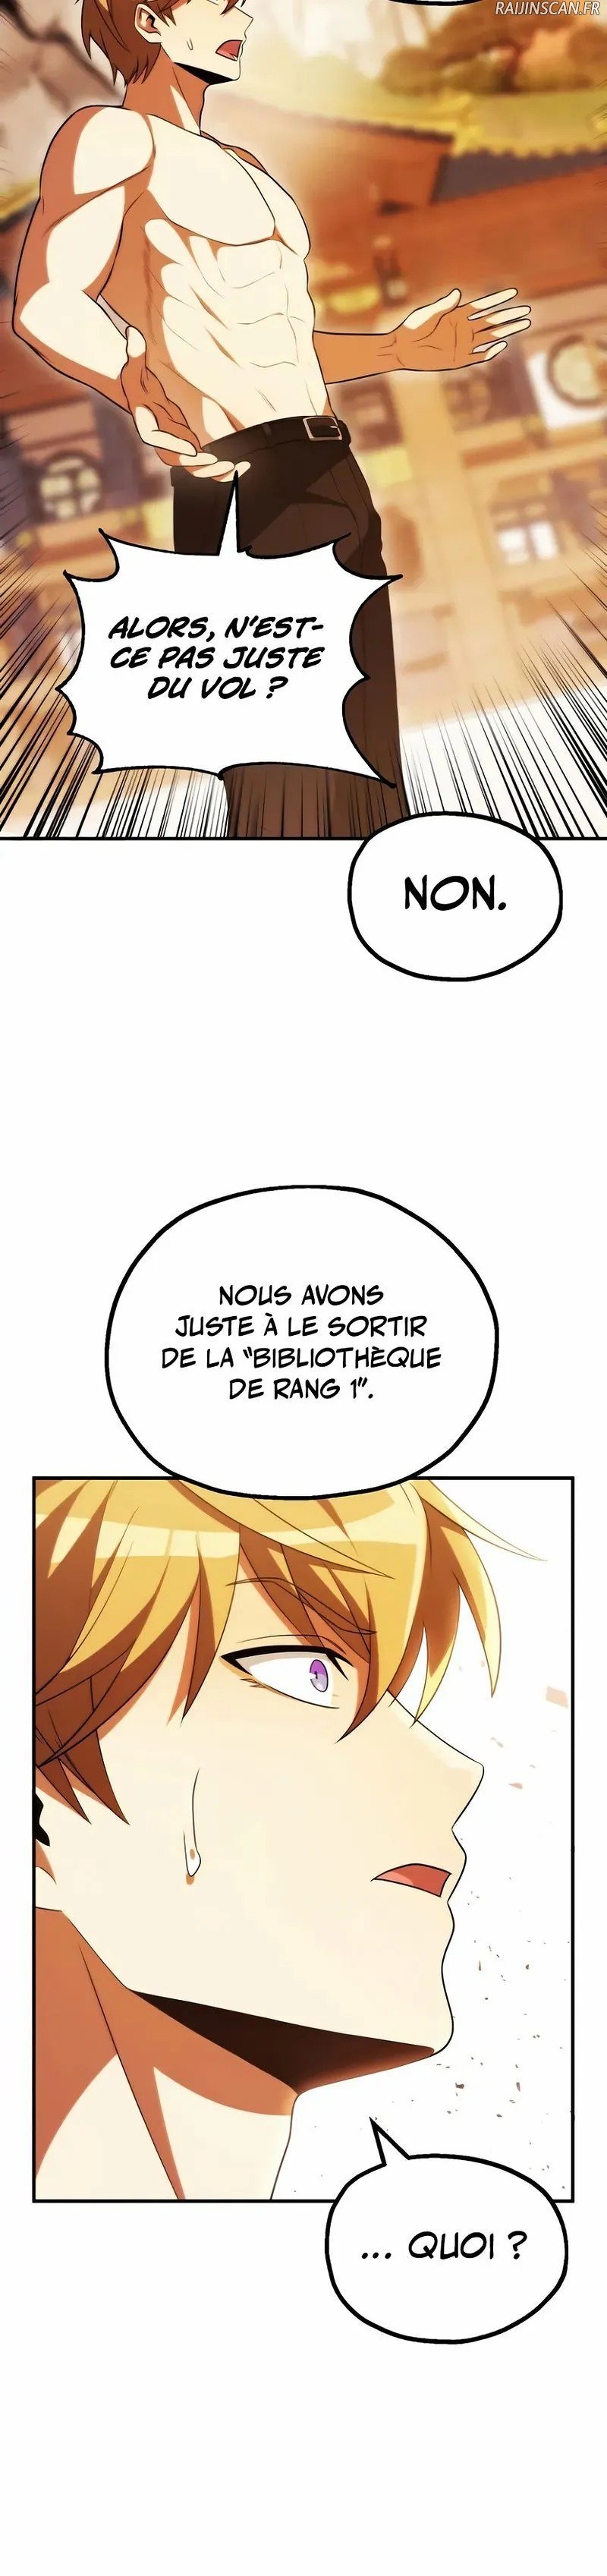 RAIJINSCAN.FR
ALORS, N'EST-
CE PAS JUSTE
DU VOL ?
NON.
NOUS AVONS
JUSTE À LE SORTIR
DE LA "BIBLIOTHÈQUE
DE RANG 1".
... QUOI ?